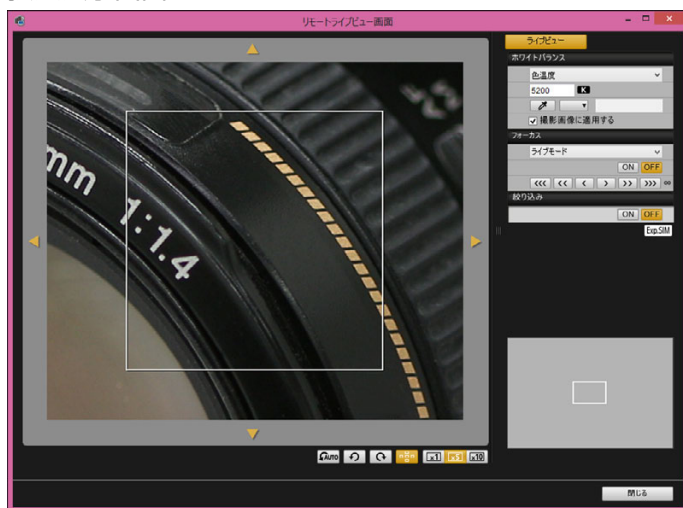 リモートライブビュー画面
ライブビュー
ホワイトバランス
色温度
5200 K
撮影画像に適用する
フォーカス
ライブモード
ON OFF
<<< << < > >> >>> ∞
絞り込み
ON OFF
Exp.SIM
mm 1:1.4
AF
AUTO x1 x5 x10
閉じる